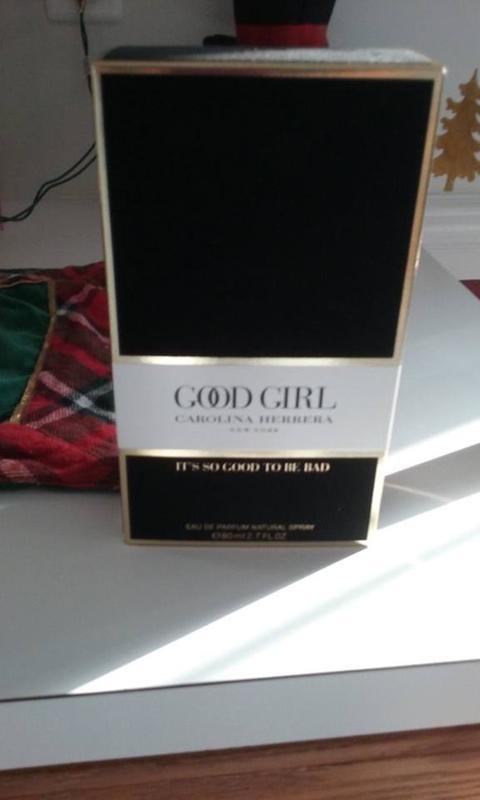 GOOD GIRL
CAROLINA HERRERA
NEW YORK
IT'S SO GOOD TO BE BAD
EAU DE PARFUM NATURAL SPRAY
℮80 ml 2.7 FL OZ